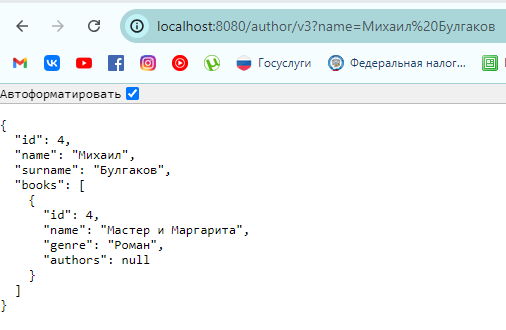 localhost:8080/author/v3?name=Михаил%20Булгаков
Госуслуги Федеральная налог...
Автоформатировать
{
"id": 4,
"name": "Михаил",
"surname": "Булгаков",
"books": [
{
"id": 4,
"name": "Мастер и Маргарита",
"genre": "Роман",
"authors": null
}
]
}